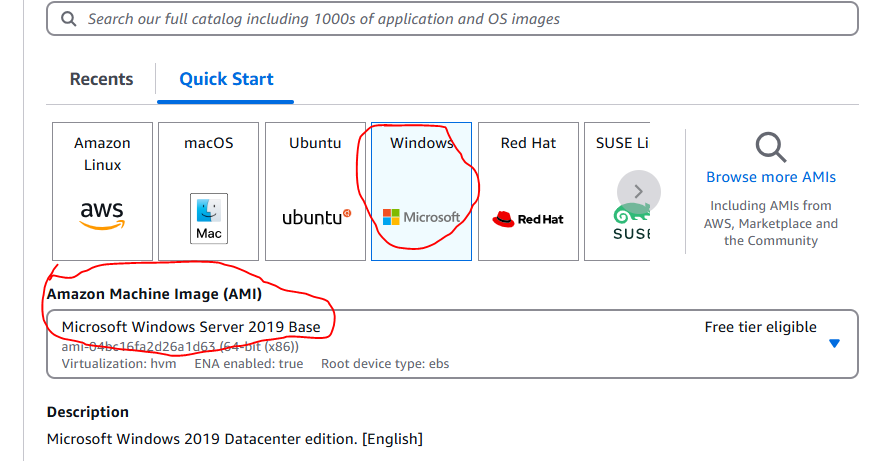 Search our full catalog including 1000s of application and OS images
Recents
Quick Start
Amazon
Linux
aws
macOS
Mac
Ubuntu
ubuntu
Windows
Microsoft
Red Hat
Red Hat
SUSE Li
SUSE
Browse more AMIs
Including AMIs from
AWS, Marketplace and
the Community
Amazon Machine Image (AMI)
Microsoft Windows Server 2019 Base
Free tier eligible
ami-04bc16fa2d26a1d63 (64-bit (x86))
Virtualization: hvm ENA enabled: true Root device type: ebs
Description
Microsoft Windows 2019 Datacenter edition. [English]